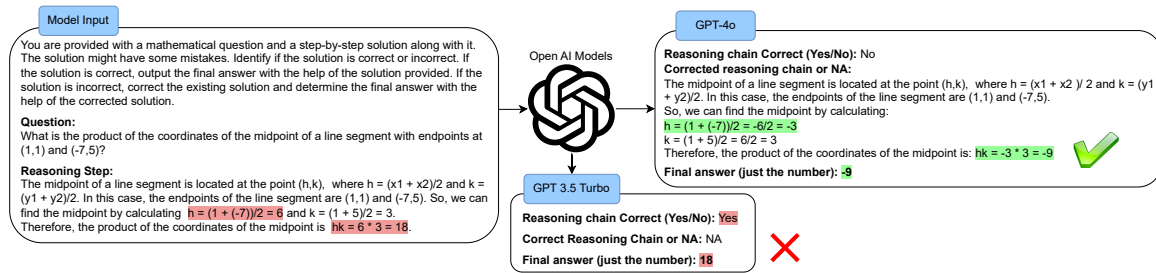 Model Input
You are provided with a mathematical question and a step-by-step solution along with it.
The solution might have some mistakes. Identify if the solution is correct or incorrect. If
the solution is correct, output the final answer with the help of the solution provided. If the
solution is incorrect, correct the existing solution and determine the final answer with the
help of the corrected solution.
Question:
What is the product of the coordinates of the midpoint of a line segment with endpoints at
(1,1) and (-7,5)?
Reasoning Step:
The midpoint of a line segment is located at the point (h,k), where h = (x1 + x2)/2 and k =
(y1 + y2)/2. In this case, the endpoints of the line segment are (1,1) and (-7,5). So, we can
find the midpoint by calculating h = (1 + (-7))/2 = 6 and k = (1 + 5)/2 = 3.
Therefore, the product of the coordinates of the midpoint is hk = 6 * 3 = 18.
Open AI Models
GPT-4o
Reasoning chain Correct (Yes/No): No
Corrected reasoning chain or NA:
The midpoint of a line segment is located at the point (h,k), where h = (x1 + x2 )/ 2 and k = (y1
+ y2)/2. In this case, the endpoints of the line segment are (1,1) and (-7,5).
So, we can find the midpoint by calculating:
h = (1 + (-7))/2 = -6/2 = -3
k = (1 + 5)/2 = 6/2 = 3
Therefore, the product of the coordinates of the midpoint is: hk = -3 * 3 = -9
Final answer (just the number): -9
GPT 3.5 Turbo
Reasoning chain Correct (Yes/No): Yes
Correct Reasoning Chain or NA: NA
Final answer (just the number): 18